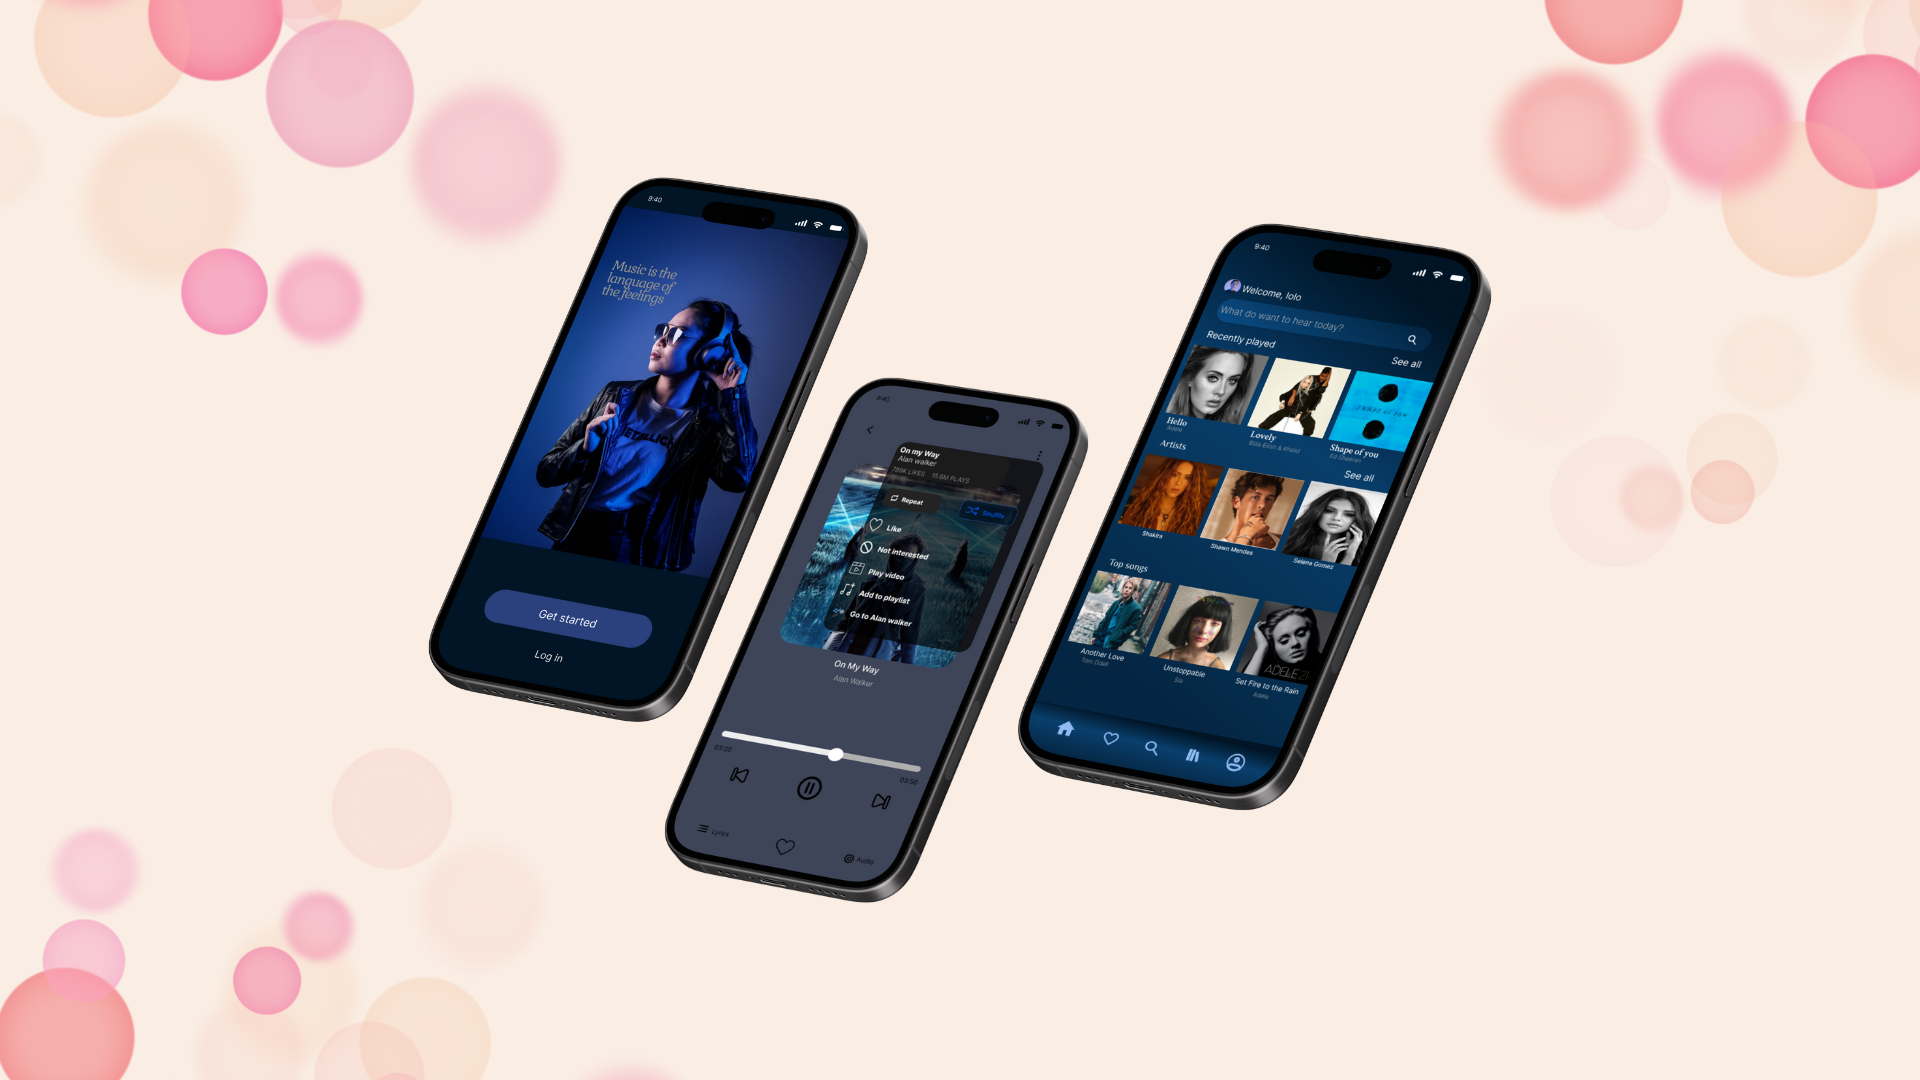 9:40
Music is the
language of
the feelings
Get started
Log in
9:40
On my Way
Alan walker
789K LIKES 15.6M PLAYS
Repeat
Shuffle
Like
Not interested
Play video
Add to playlist
Go to Alan walker
On My Way
Alan Walker
03:20
03:50
Lyrics
Audio
9:40
Welcome, lolo
What do want to hear today?
Recently played
See all
Hello
Adele
Lovely
Billie Eilish & Khalid
Shape of you
Ed Sheeran
Artists
See all
Shakira
Shawn Mendes
Selena Gomez
Top songs
Another Love
Tom Odell
Unstoppable
Sia
ADELE 21
Set Fire to the Rain
Adele